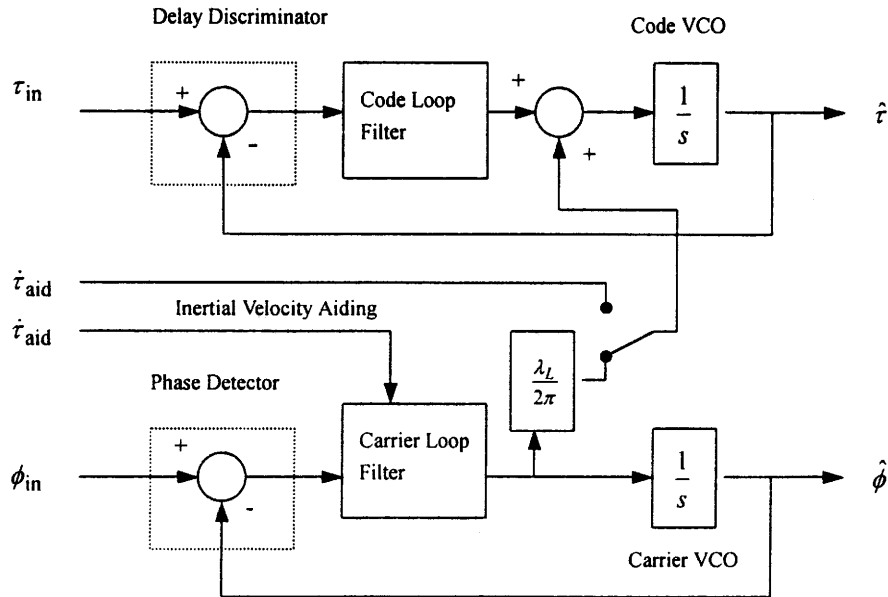 Delay Discriminator
Code VCO
τ_in
+
-
Code Loop
Filter
+
+
1
s
τ̂
τ̇_aid
Inertial Velocity Aiding
τ̇_aid
Phase Detector
λ_L
2π
ϕ_in
+
-
Carrier Loop
Filter
1
s
ϕ̂
Carrier VCO